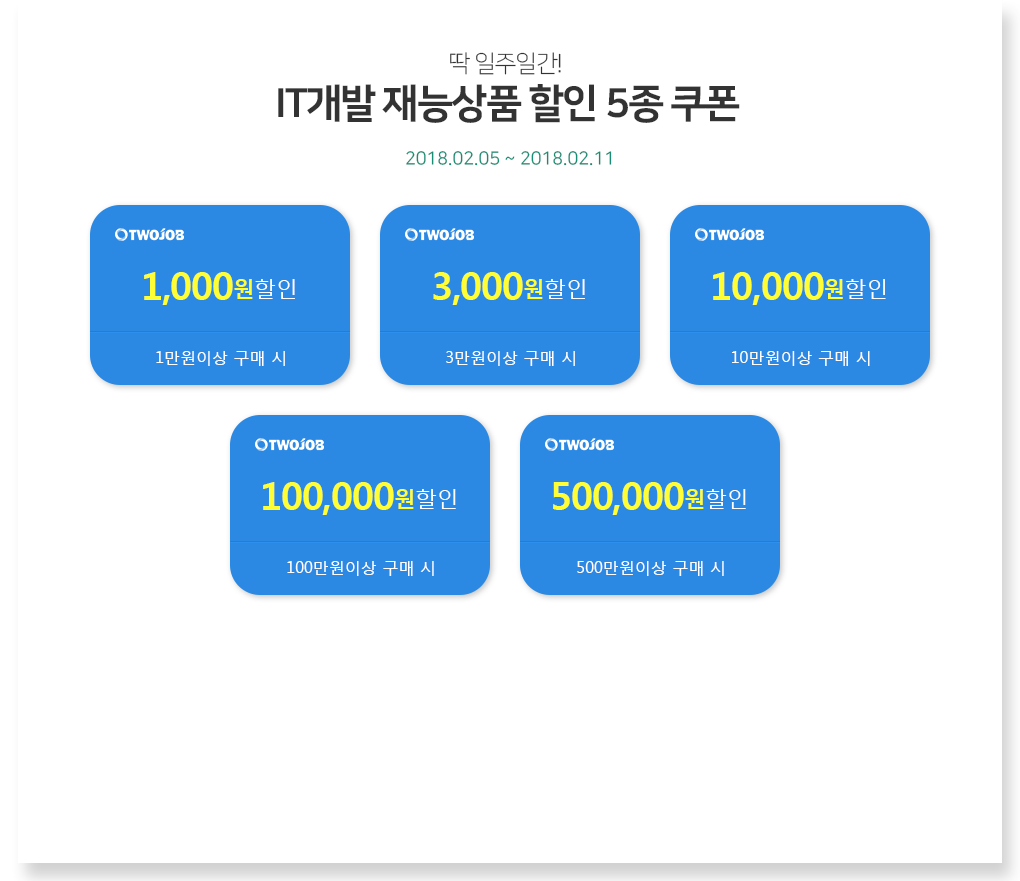 딱 일주일간!
IT개발 재능상품 할인 5종 쿠폰
2018.02.05 ~ 2018.02.11
OTWOJOB
1,000원할인
1만원이상 구매 시
OTWOJOB
3,000원할인
3만원이상 구매 시
OTWOJOB
10,000원할인
10만원이상 구매 시
OTWOJOB
100,000원할인
100만원이상 구매 시
OTWOJOB
500,000원할인
500만원이상 구매 시